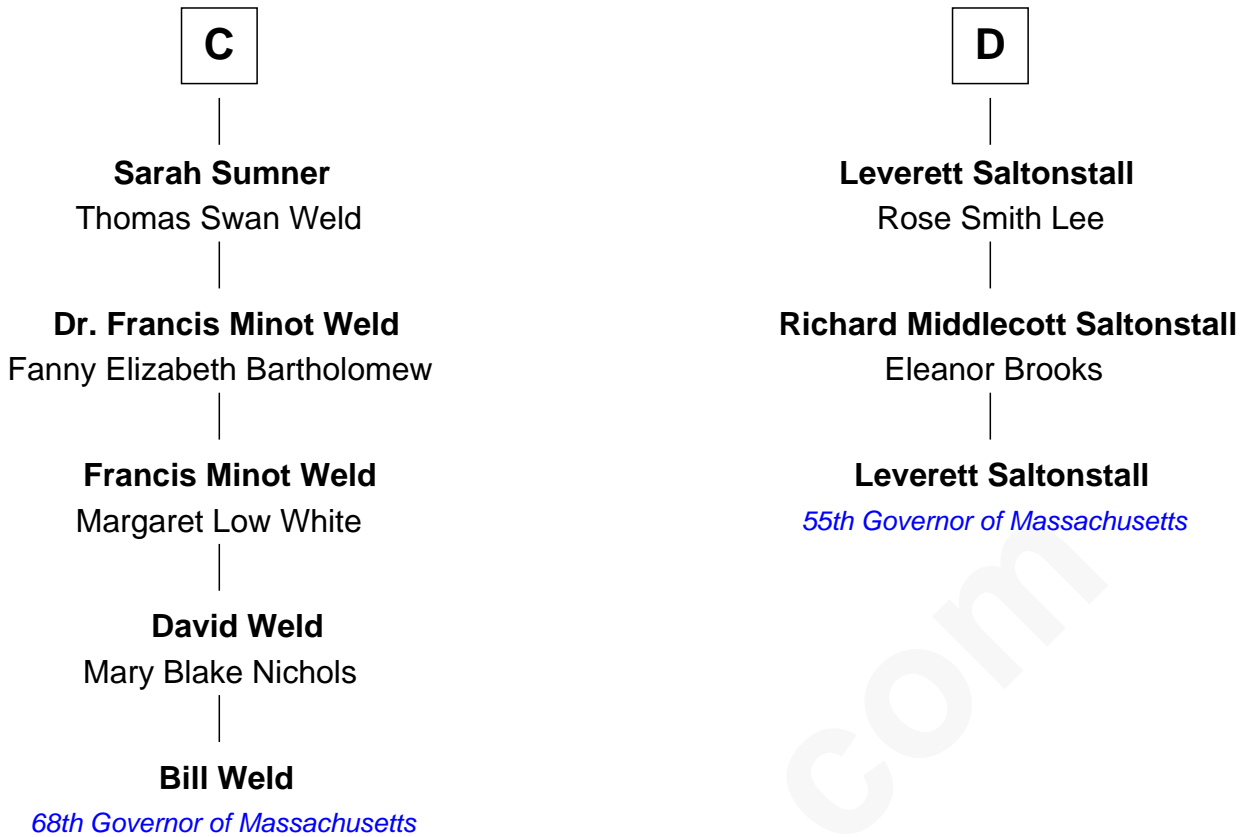 C
Sarah Sumner
Thomas Swan Weld
Dr. Francis Minot Weld
Fanny Elizabeth Bartholomew
Francis Minot Weld
Margaret Low White
David Weld
Mary Blake Nichols
Bill Weld
68th Governor of Massachusetts
D
Leverett Saltonstall
Rose Smith Lee
Richard Middlecott Saltonstall
Eleanor Brooks
Leverett Saltonstall
55th Governor of Massachusetts
com